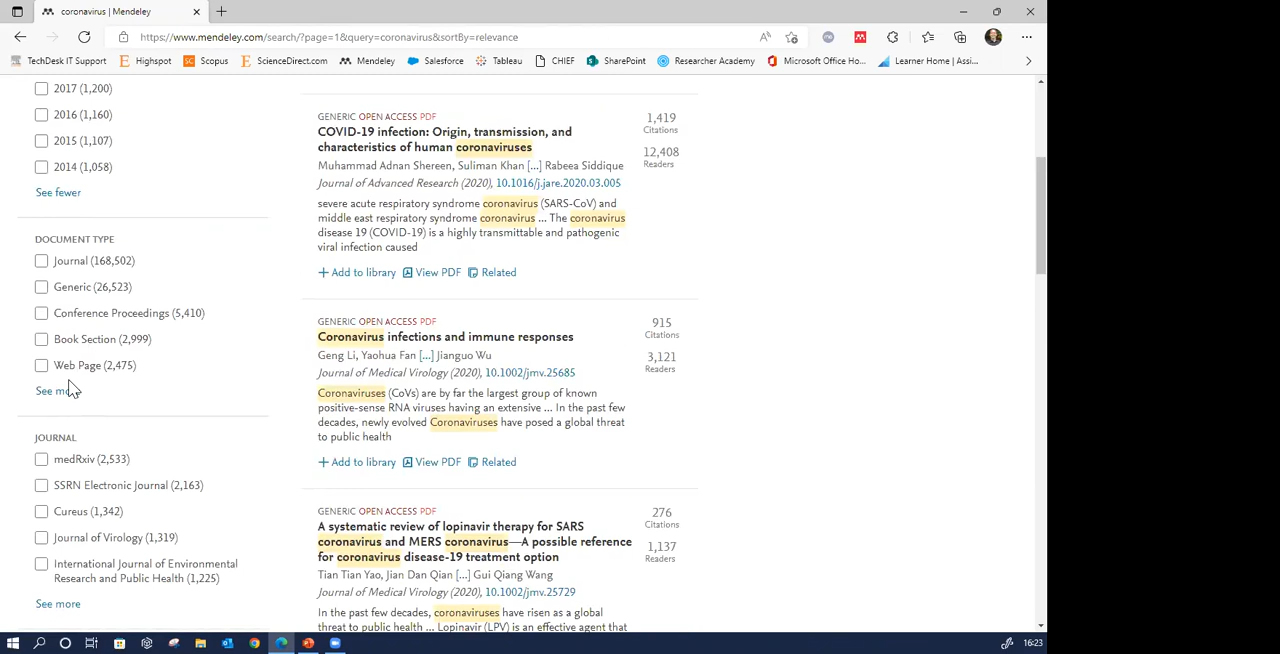 coronavirus | Mendeley
https://www.mendeley.com/search/?page=1&query=coronavirus&sortBy=relevance
TechDesk IT Support
Highspot
Scopus
ScienceDirect.com
Mendeley
Salesforce
Tableau
CHIEF
SharePoint
Researcher Academy
Microsoft Office Ho...
Learner Home | Assi...
2017 (1,200)
2016 (1,160)
2015 (1,107)
2014 (1,058)
See fewer
DOCUMENT TYPE
Journal (168,502)
Generic (26,523)
Conference Proceedings (5,410)
Book Section (2,999)
Web Page (2,475)
See
JOURNAL
medRxiv (2,533)
SSRN Electronic Journal (2,163)
Cureus (1,342)
Journal of Virology (1,319)
International Journal of Environmental
Research and Public Health (1,225)
See more
GENERIC OPEN ACCESS PDF
COVID-19 infection: Origin, transmission, and
characteristics of human coronaviruses
Muhammad Adnan Shereen, Suliman Khan [...] Rabeea Siddique
Journal of Advanced Research (2020), 10.1016/j.jare.2020.03.005
severe acute respiratory syndrome coronavirus (SARS-CoV) and
middle east respiratory syndrome coronavirus ... The coronavirus
disease 19 (COVID-19) is a highly transmittable and pathogenic
viral infection caused
+ Add to library View PDF Related
1,419
Citations
12,408
Readers
GENERIC OPEN ACCESS PDF
Coronavirus infections and immune responses
Geng Li, Yaohua Fan [...] Jianguo Wu
Journal of Medical Virology (2020), 10.1002/jmv.25685
Coronaviruses (CoVs) are by far the largest group of known
positive-sense RNA viruses having an extensive ... In the past few
decades, newly evolved Coronaviruses have posed a global threat
to public health
+ Add to library View PDF Related
915
Citations
3,121
Readers
GENERIC OPEN ACCESS PDF
A systematic review of lopinavir therapy for SARS
coronavirus and MERS coronavirus—A possible reference
for coronavirus disease-19 treatment option
Tian Tian Yao, Jian Dan Qian [...] Gui Qiang Wang
Journal of Medical Virology (2020), 10.1002/jmv.25729
In the past few decades, coronaviruses have risen as a global
threat to public health ... Lopinavir (LPV) is an effective agent that
276
Citations
1,137
Readers
16:23